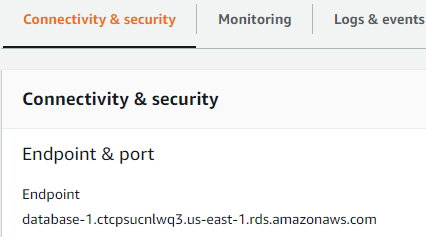 Connectivity & security Monitoring Logs & events
Connectivity & security
Endpoint & port
Endpoint
database-1.ctcpsucnlwq3.us-east-1.rds.amazonaws.com